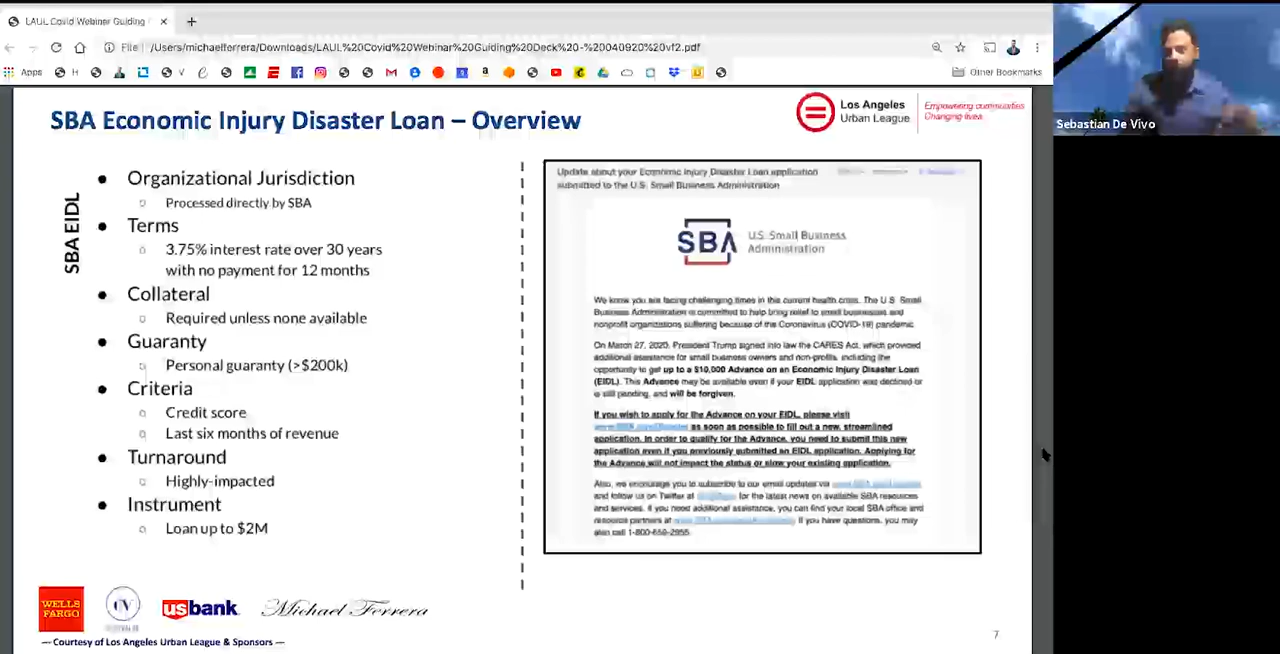 LAUL Covid Webinar Guiding
File
/Users/michaelferrera/Downloads/LAUL%20Covid%20Webinar%20Guiding%20Deck%20-%20040920%20vf2.pdf
Apps
H
V
Other Bookmarks
Sebastian De Vivo
SBA Economic Injury Disaster Loan – Overview
Los Angeles
Urban League
Empowering communities
Changing lives
SBA EIDL
• Organizational Jurisdiction
Processed directly by SBA
• Terms
3.75% interest rate over 30 years
with no payment for 12 months
• Collateral
Required unless none available
• Guaranty
Personal guaranty (>$200k)
• Criteria
Credit score
Last six months of revenue
• Turnaround
Highly-impacted
• Instrument
Loan up to $2M
Update about your Economic Injury Disaster Loan application
submitted to the U.S. Small Business Administration
SBA
U.S. Small Business
Administration
We know you are facing challenging times in this current health crisis. The U.S. Small
Business Administration is committed to help bring relief to small businesses and
nonprofit organizations suffering because of the Coronavirus (COVID-19) pandemic
On March 27, 2020, President Trump signed into law the CARES Act, which provided
additional assistance for small business owners and non-profits, including the
opportunity to get up to a $10,000 Advance on an Economic Injury Disaster Loan
(EIDL). This Advance may be available even if your EIDL application was declined or
is still pending, and will be forgiven.
If you wish to apply for the Advance on your EIDL, please visit
as soon as possible to fill out a new, streamlined
application. In order to qualify for the Advance, you need to submit this new
application even if you previously submitted an EIDL application. Applying for
the Advance will not impact the status or slow your existing application.
Also, we encourage you to subscribe to our email updates via
and follow us on Twitter at for the latest news on available SBA resources
and services. If you need additional assistance, you can find your local SBA office and
resource partners at If you have questions, you may
also call 1-800-659-2955
WELLS
FARGO
usbank
Michael Ferrera
— Courtesy of Los Angeles Urban League & Sponsors —
7